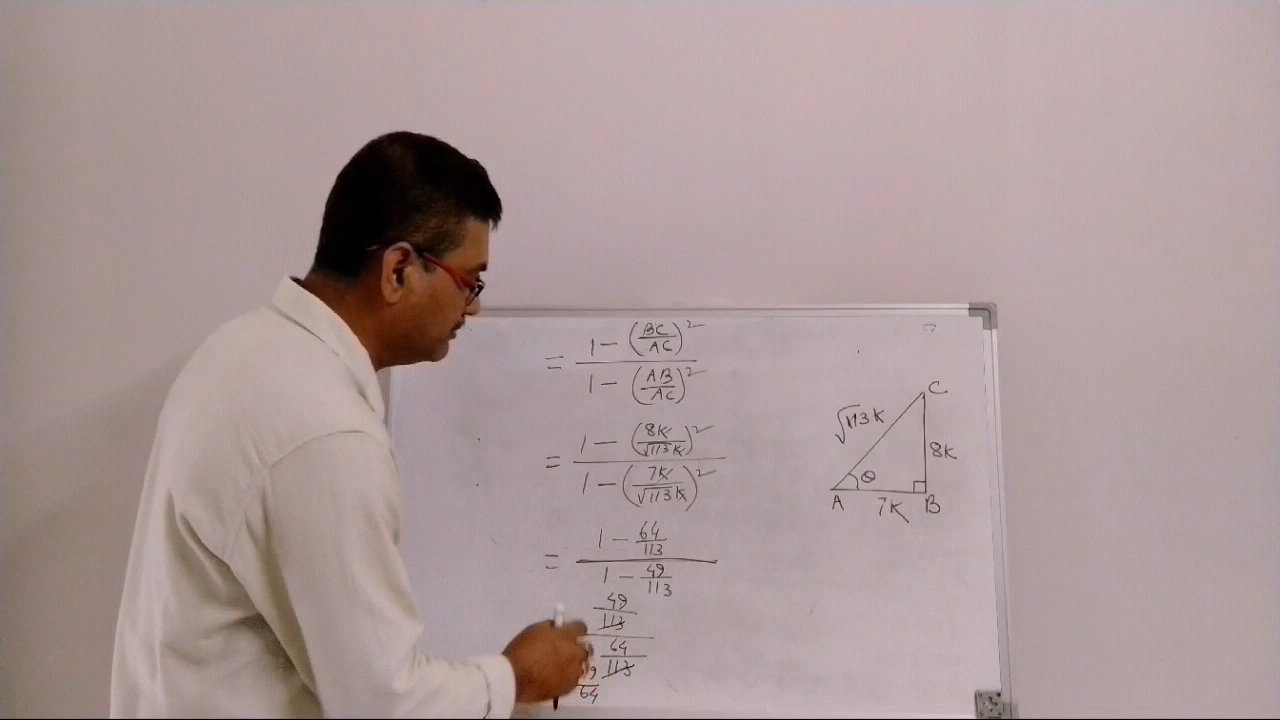 = 1 - (BC/AC)²
1 - (AB/AC)²
= 1 - (8K/√113K)²
1 - (7K/√113K)²
= 1 - 64/113
1 - 49/113
49/113
64/113
64
C
√113K
8K
θ
A
7K
B